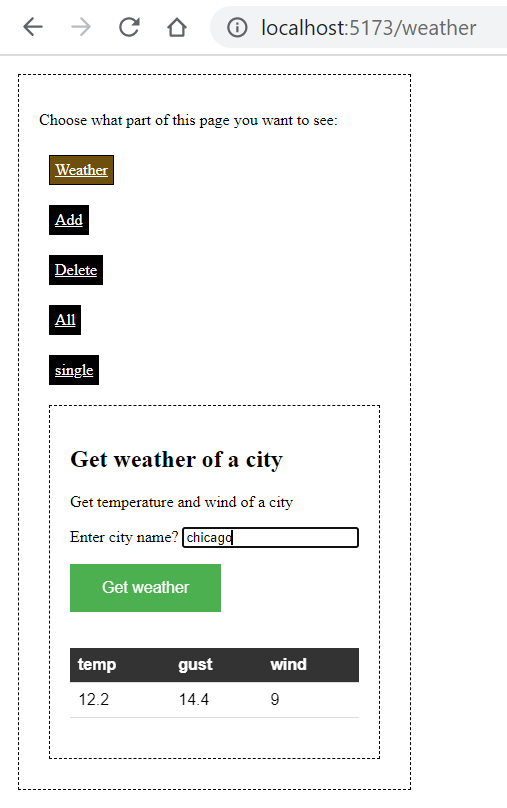 localhost:5173/weather
Choose what part of this page you want to see:
Weather
Add
Delete
All
single
Get weather of a city
Get temperature and wind of a city
Enter city name? chicago
Get weather
temp gust wind
12.2 14.4 9